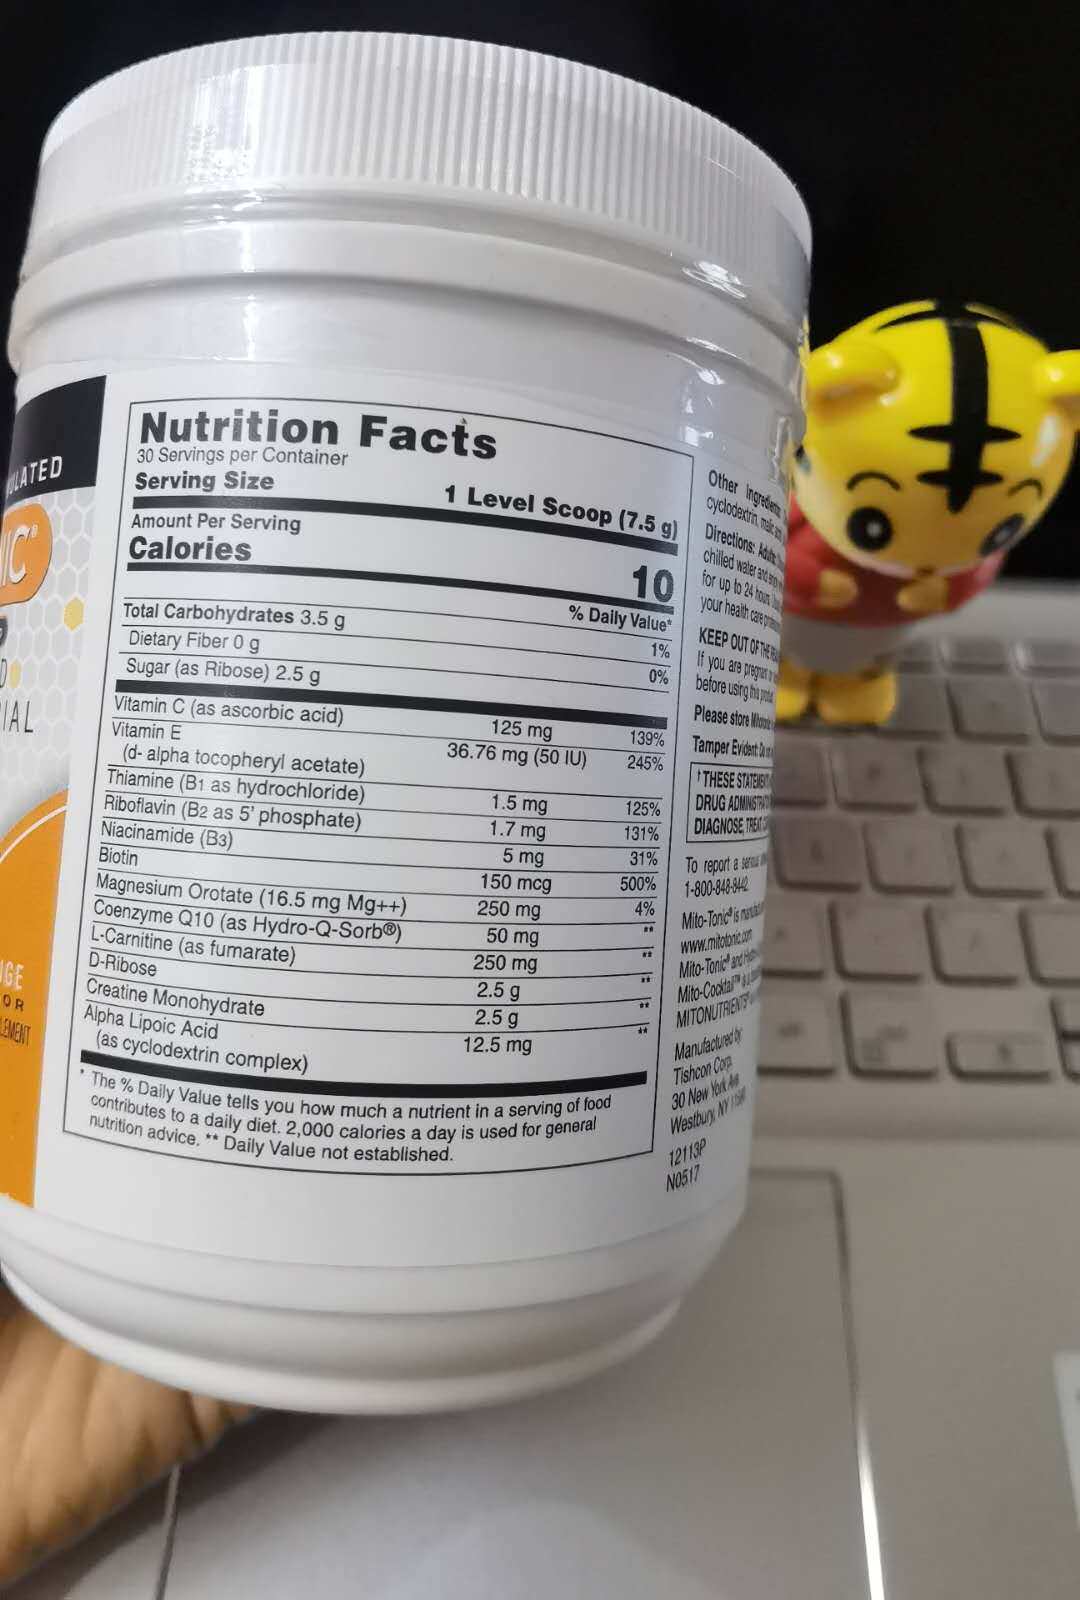 ULATED
IC®
D
IAL
GE
OR
LEMENT
Nutrition Facts
30 Servings per Container
Serving Size
1 Level Scoop (7.5 g)
Amount Per Serving
Calories
10
% Daily Value*
Total Carbohydrates 3.5 g 1%
Dietary Fiber 0 g 0%
Sugar (as Ribose) 2.5 g
Vitamin C (as ascorbic acid) 125 mg 139%
Vitamin E 36.76 mg (50 IU) 245%
(d- alpha tocopheryl acetate)
Thiamine (B1 as hydrochloride) 1.5 mg 125%
Riboflavin (B2 as 5' phosphate) 1.7 mg 131%
Niacinamide (B3) 5 mg 31%
Biotin 150 mcg 500%
Magnesium Orotate (16.5 mg Mg++) 250 mg 4%
Coenzyme Q10 (as Hydro-Q-Sorb®) 50 mg **
L-Carnitine (as fumarate) 250 mg **
D-Ribose 2.5 g **
Creatine Monohydrate 2.5 g **
Alpha Lipoic Acid 12.5 mg **
(as cyclodextrin complex)
* The % Daily Value tells you how much a nutrient in a serving of food
contributes to a daily diet. 2,000 calories a day is used for general
nutrition advice. ** Daily Value not established.
Other Ingredients:
cyclodextrin, malic
Directions:
chilled water and
for up to 24 hours
your health care
KEEP OUT OF THE
If you are pregnant
before using this
Please store
Tamper Evident: Do
† THESE
DRUG
DIAGNOSE, TREAT
To report a serious
1-800-848-8442
Mito-Tonic® is
www.mitotonic.com
Mito-Tonic® and
Mito-Cocktail™
MITONUTRIENTS®
Manufactured by
Tishcon Corp.
30 New York Ave
Westbury, NY
12113P
N0517